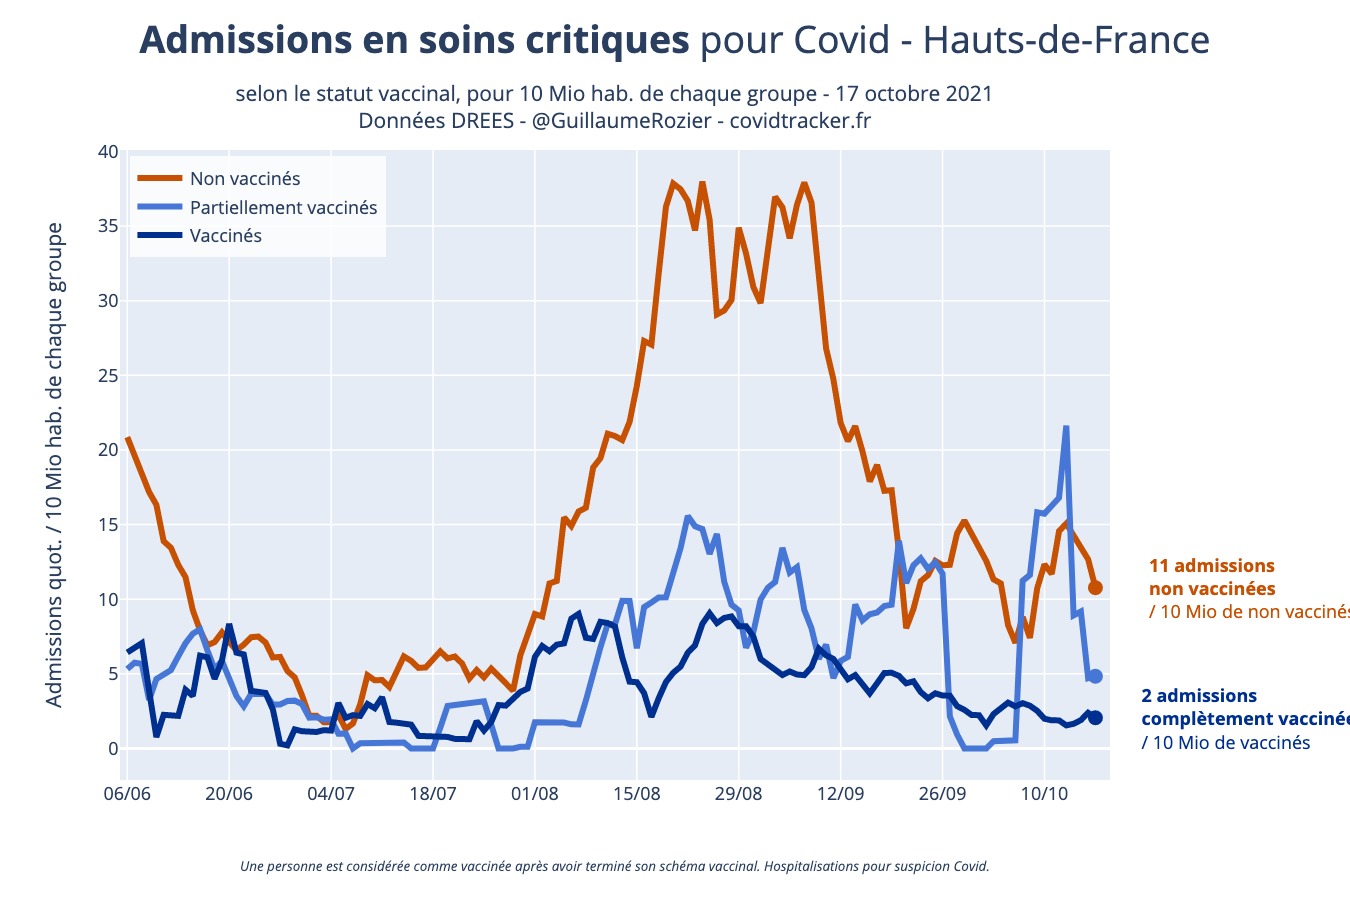 Admissions en soins critiques pour Covid - Hauts-de-France
selon le statut vaccinal, pour 10 Mio hab. de chaque groupe - 17 octobre 2021
Données DREES - @GuillaumeRozier - covidtracker.fr
Admissions quot. / 10 Mio hab. de chaque groupe
40
35
30
25
20
15
10
5
0
Non vaccinés
Partiellement vaccinés
Vaccinés
06/06
20/06
04/07
18/07
01/08
15/08
29/08
12/09
26/09
10/10
11 admissions
non vaccinées
/ 10 Mio de non vaccinés
2 admissions
complètement vaccinée
/ 10 Mio de vaccinés
Une personne est considérée comme vaccinée après avoir terminé son schéma vaccinal. Hospitalisations pour suspicion Covid.